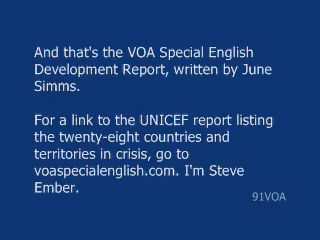 And that's the VOA Special English
Development Report, written by June
Simms.
For a link to the UNICEF report listing
the twenty-eight countries and
territories in crisis, go to
voaspecialenglish.com. I'm Steve
Ember.
91VOA